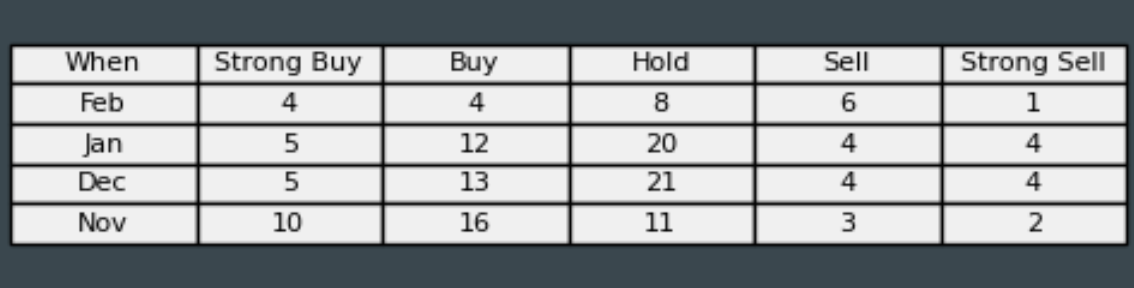 When Strong Buy Buy Hold Sell Strong Sell
Feb 4 4 8 6 1
Jan 5 12 20 4 4
Dec 5 13 21 4 4
Nov 10 16 11 3 2